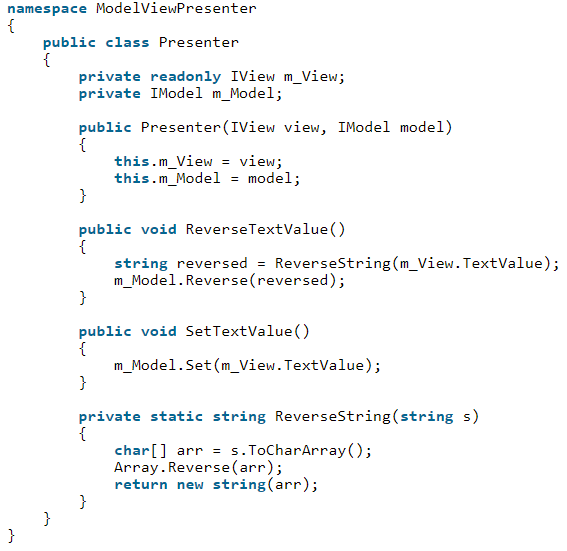 namespace ModelViewPresenter
{
    public class Presenter
    {
        private readonly IView m_View;
        private IModel m_Model;

        public Presenter(IView view, IModel model)
        {
            this.m_View = view;
            this.m_Model = model;
        }

        public void ReverseTextValue()
        {
            string reversed = ReverseString(m_View.TextValue);
            m_Model.Reverse(reversed);
        }

        public void SetTextValue()
        {
            m_Model.Set(m_View.TextValue);
        }

        private static string ReverseString(string s)
        {
            char[] arr = s.ToCharArray();
            Array.Reverse(arr);
            return new string(arr);
        }
    }
}